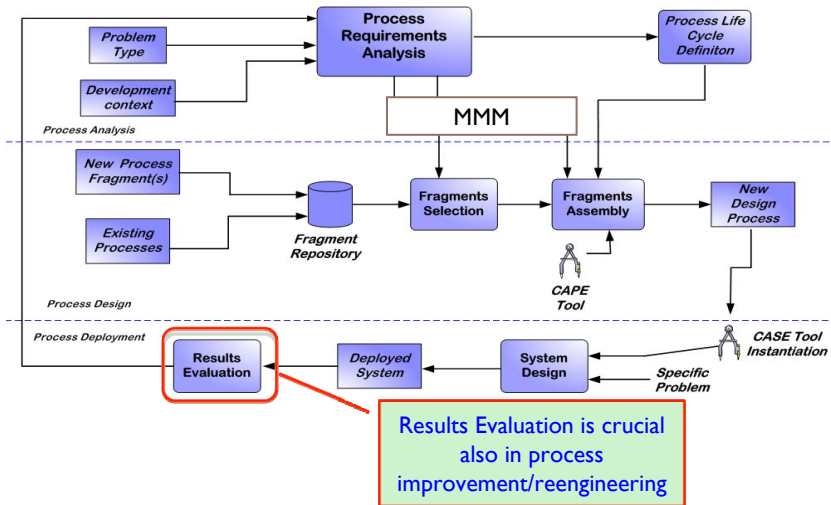 Problem
Type
Process
Requirements
Analysis
Process Life
Cycle
Definiton
Development
context
MMM
Process Analysis
New Process
Fragment(s)
Existing
Processes
Fragment
Repository
Fragments
Selection
Fragments
Assembly
New
Design
Process
CAPE
Tool
Process Design
Process Deployment
Results
Evaluation
Deployed
System
System
Design
CASE Tool
Instantiation
Specific
Problem
Results Evaluation is crucial
also in process
improvement/reengineering